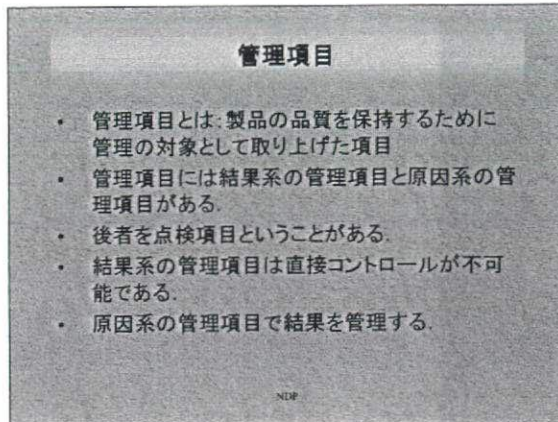 管理項目
• 管理項目とは:製品の品質を保持するために
管理の対象として取り上げた項目
• 管理項目には結果系の管理項目と原因系の管
理項目がある.
• 後者を点検項目ということがある.
• 結果系の管理項目は直接コントロールが不可
能である.
• 原因系の管理項目で結果を管理する.
NDP